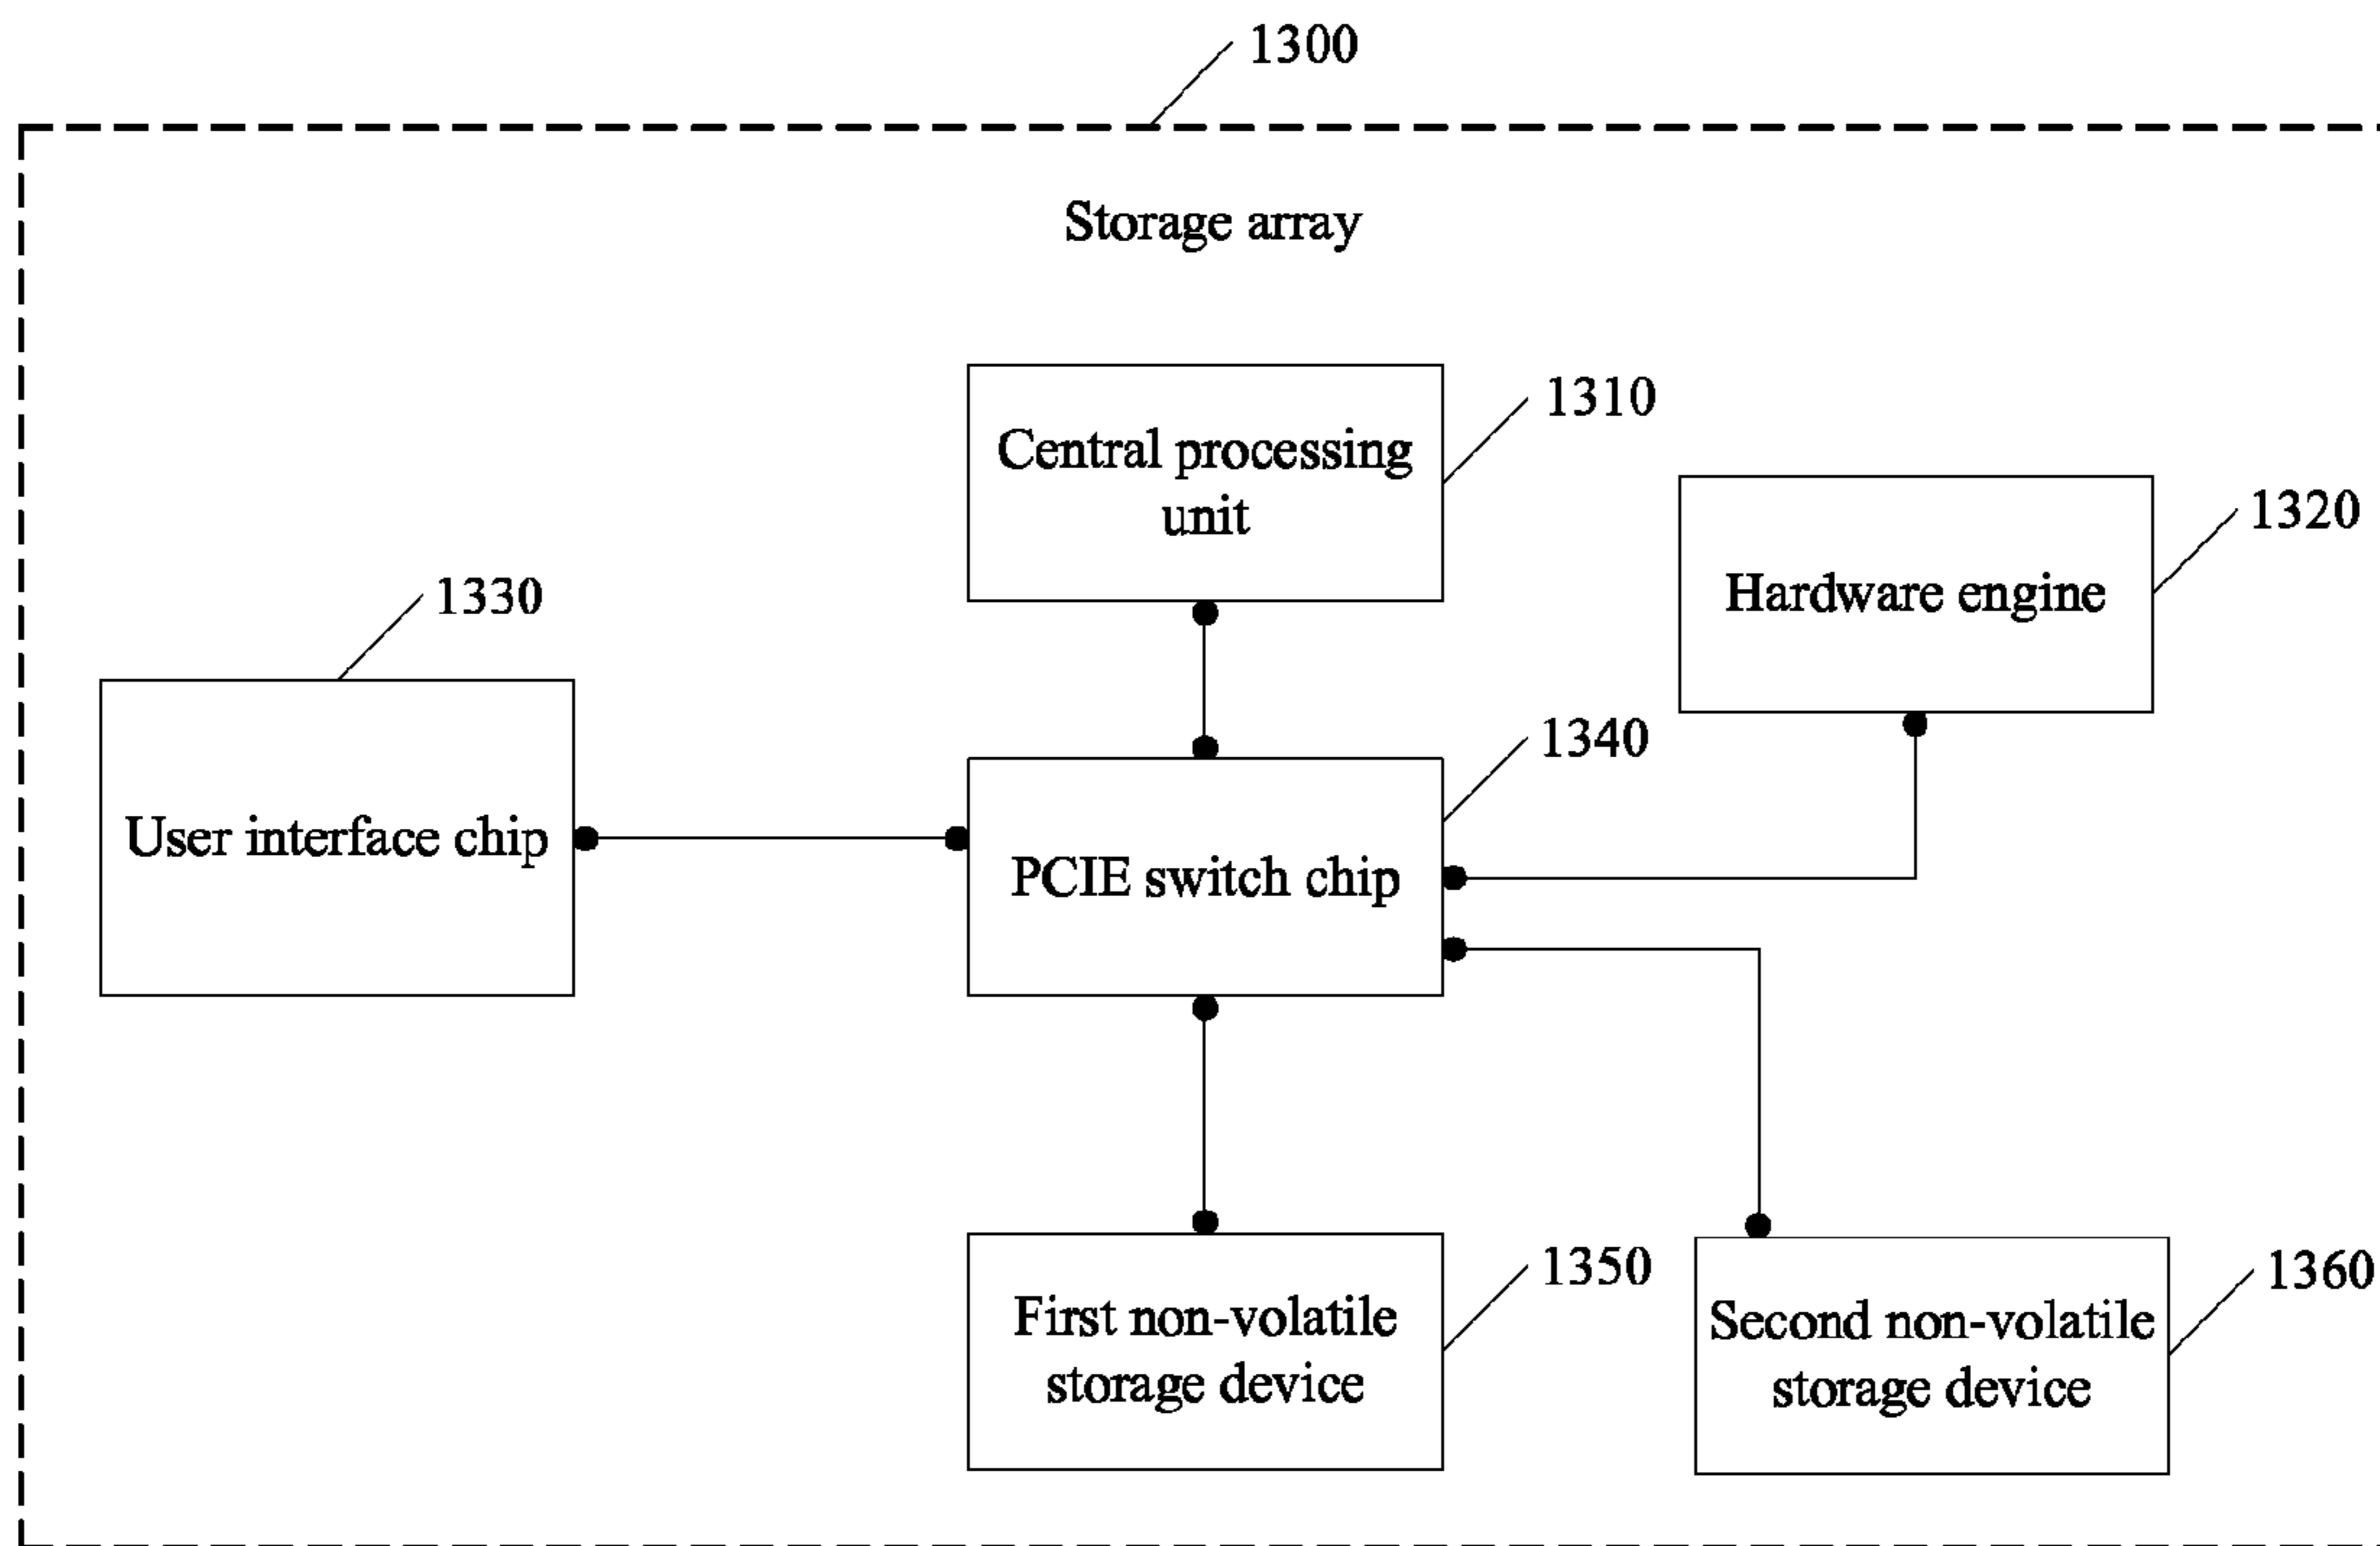 1300
Storage array
1310
Central processing
unit
1320
Hardware engine
1330
User interface chip
1340
PCIE switch chip
1350
First non-volatile
storage device
1360
Second non-volatile
storage device